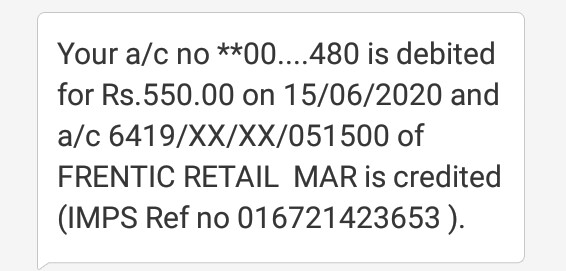 Your a/c no **00....480 is debited
for Rs.550.00 on 15/06/2020 and
a/c 6419/XX/XX/051500 of
FRENTIC RETAIL  MAR is credited
(IMPS Ref no 016721423653 ).